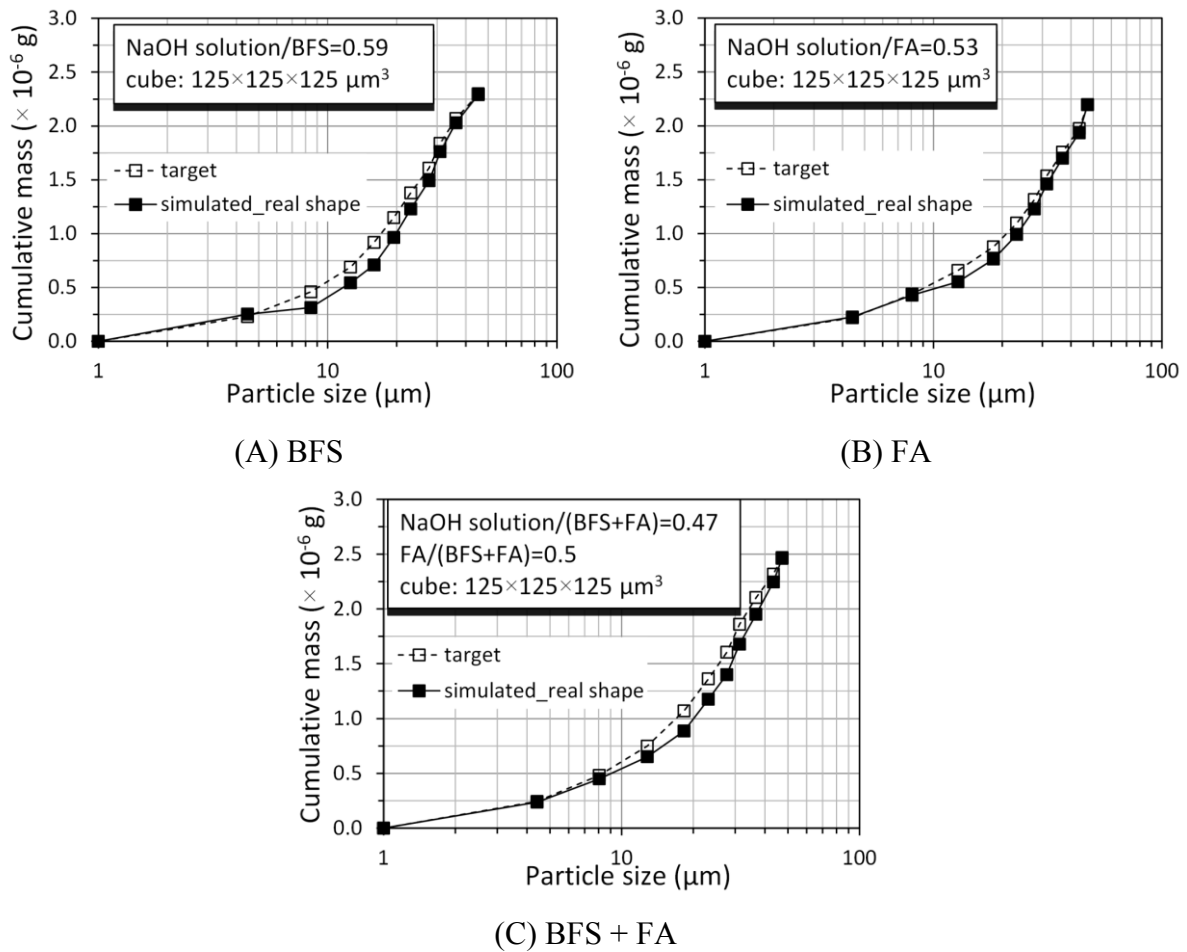 3.0
2.5
2.0
1.5
1.0
0.5
0.0
Cumulative mass (× 10⁻⁶ g)
NaOH solution/BFS=0.59
cube: 125×125×125 µm³
target
simulated_real shape
1
10
100
Particle size (µm)
(A) BFS
3.0
2.5
2.0
1.5
1.0
0.5
0.0
Cumulative mass (× 10⁻⁶ g)
NaOH solution/FA=0.53
cube: 125×125×125 µm³
target
simulated_real shape
1
10
100
Particle size (µm)
(B) FA
3.0
2.5
2.0
1.5
1.0
0.5
0.0
Cumulative mass (× 10⁻⁶ g)
NaOH solution/(BFS+FA)=0.47
FA/(BFS+FA)=0.5
cube: 125×125×125 µm³
target
simulated_real shape
1
10
100
Particle size (µm)
(C) BFS + FA